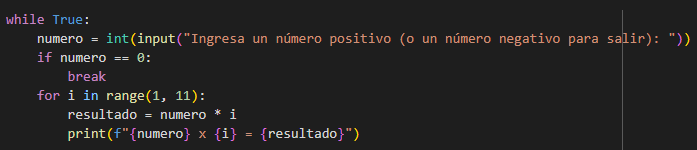 while True:
    numero = int(input("Ingresa un número positivo (o un número negativo para salir): "))
    if numero == 0:
        break
    for i in range(1, 11):
        resultado = numero * i
        print(f"{numero} x {i} = {resultado}")